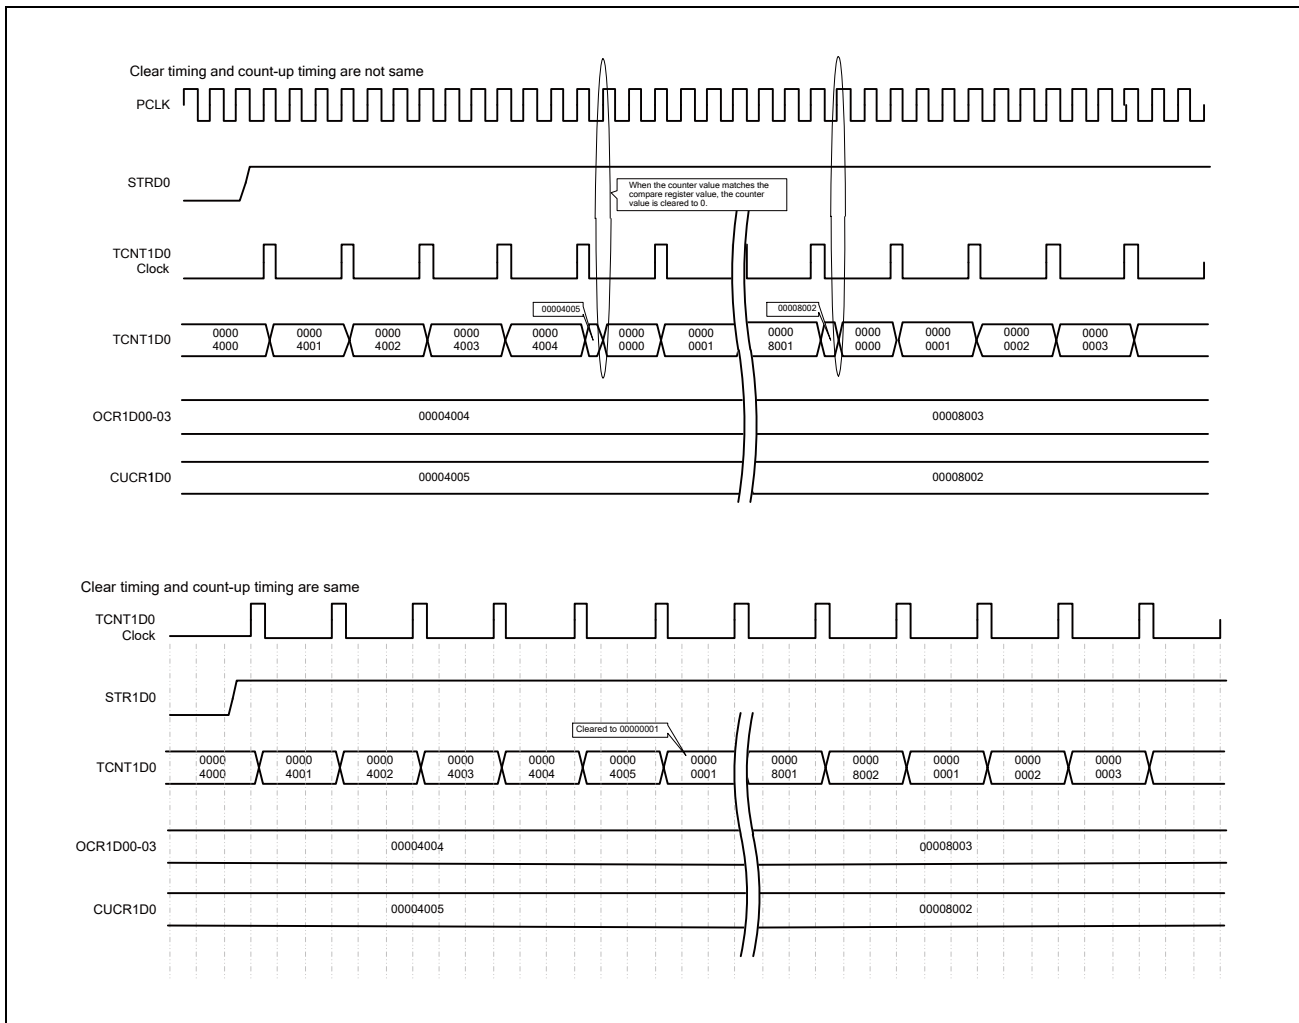 Clear timing and count-up timing are not same
PCLK
STRD0
When the counter value matches the
compare register value, the counter
value is cleared to 0.
TCNT1D0
Clock
00004005
00008002
TCNT1D0
0000 0000 0000 0000 0000 0000 0000 0000 0000 0000 0000 0000
4000 4001 4002 4003 4004 0000 0001 8001 0000 0001 0002 0003
OCR1D00-03
00004004
00008003
CUCR1D0
00004005
00008002
Clear timing and count-up timing are same
TCNT1D0
Clock
STR1D0
Cleared to 00000001
TCNT1D0
0000 0000 0000 0000 0000 0000 0000 0000 0000 0000 0000 0000
4000 4001 4002 4003 4004 4005 0001 8001 8002 0001 0002 0003
OCR1D00-03
00004004
00008003
CUCR1D0
00004005
00008002